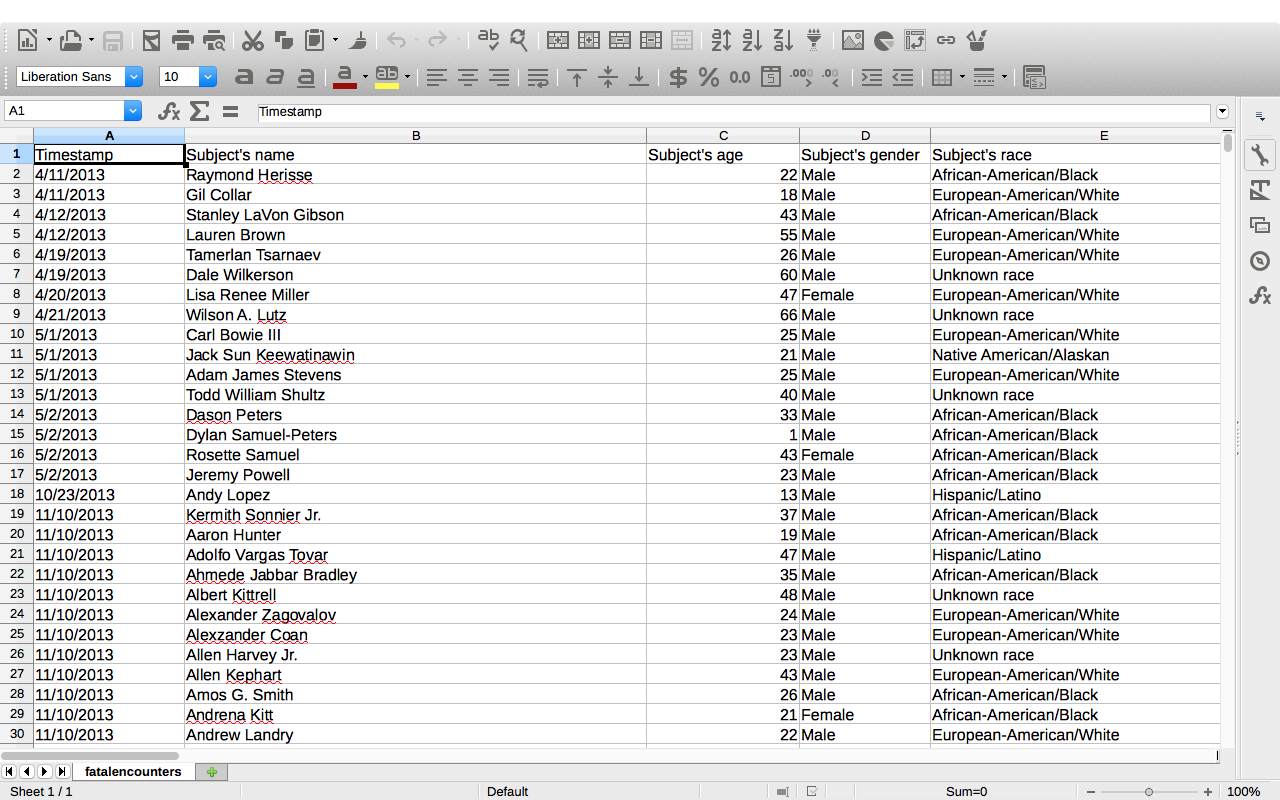 Liberation Sans 10
A1 Timestamp
A B C D E
1 Timestamp Subject's name Subject's age Subject's gender Subject's race
2 4/11/2013 Raymond Herisse 22 Male African-American/Black
3 4/11/2013 Gil Collar 18 Male European-American/White
4 4/12/2013 Stanley LaVon Gibson 43 Male African-American/Black
5 4/12/2013 Lauren Brown 55 Male European-American/White
6 4/19/2013 Tamerlan Tsarnaev 26 Male European-American/White
7 4/19/2013 Dale Wilkerson 60 Male Unknown race
8 4/20/2013 Lisa Renee Miller 47 Female European-American/White
9 4/21/2013 Wilson A. Lutz 66 Male Unknown race
10 5/1/2013 Carl Bowie III 25 Male European-American/White
11 5/1/2013 Jack Sun Keewatinawin 21 Male Native American/Alaskan
12 5/1/2013 Adam James Stevens 25 Male European-American/White
13 5/1/2013 Todd William Shultz 40 Male Unknown race
14 5/2/2013 Dason Peters 33 Male African-American/Black
15 5/2/2013 Dylan Samuel-Peters 1 Male African-American/Black
16 5/2/2013 Rosette Samuel 43 Female African-American/Black
17 5/2/2013 Jeremy Powell 23 Male African-American/Black
18 10/23/2013 Andy Lopez 13 Male Hispanic/Latino
19 11/10/2013 Kermith Sonnier Jr. 37 Male African-American/Black
20 11/10/2013 Aaron Hunter 19 Male African-American/Black
21 11/10/2013 Adolfo Vargas Tovar 47 Male Hispanic/Latino
22 11/10/2013 Ahmede Jabbar Bradley 35 Male African-American/Black
23 11/10/2013 Albert Kittrell 48 Male Unknown race
24 11/10/2013 Alexander Zagovalov 24 Male European-American/White
25 11/10/2013 Alexzander Coan 23 Male European-American/White
26 11/10/2013 Allen Harvey Jr. 23 Male Unknown race
27 11/10/2013 Allen Kephart 43 Male European-American/White
28 11/10/2013 Amos G. Smith 26 Male African-American/Black
29 11/10/2013 Andrena Kitt 21 Female African-American/Black
30 11/10/2013 Andrew Landry 22 Male European-American/White
fatalencounters
Sheet 1 / 1 Default Sum=0 100%